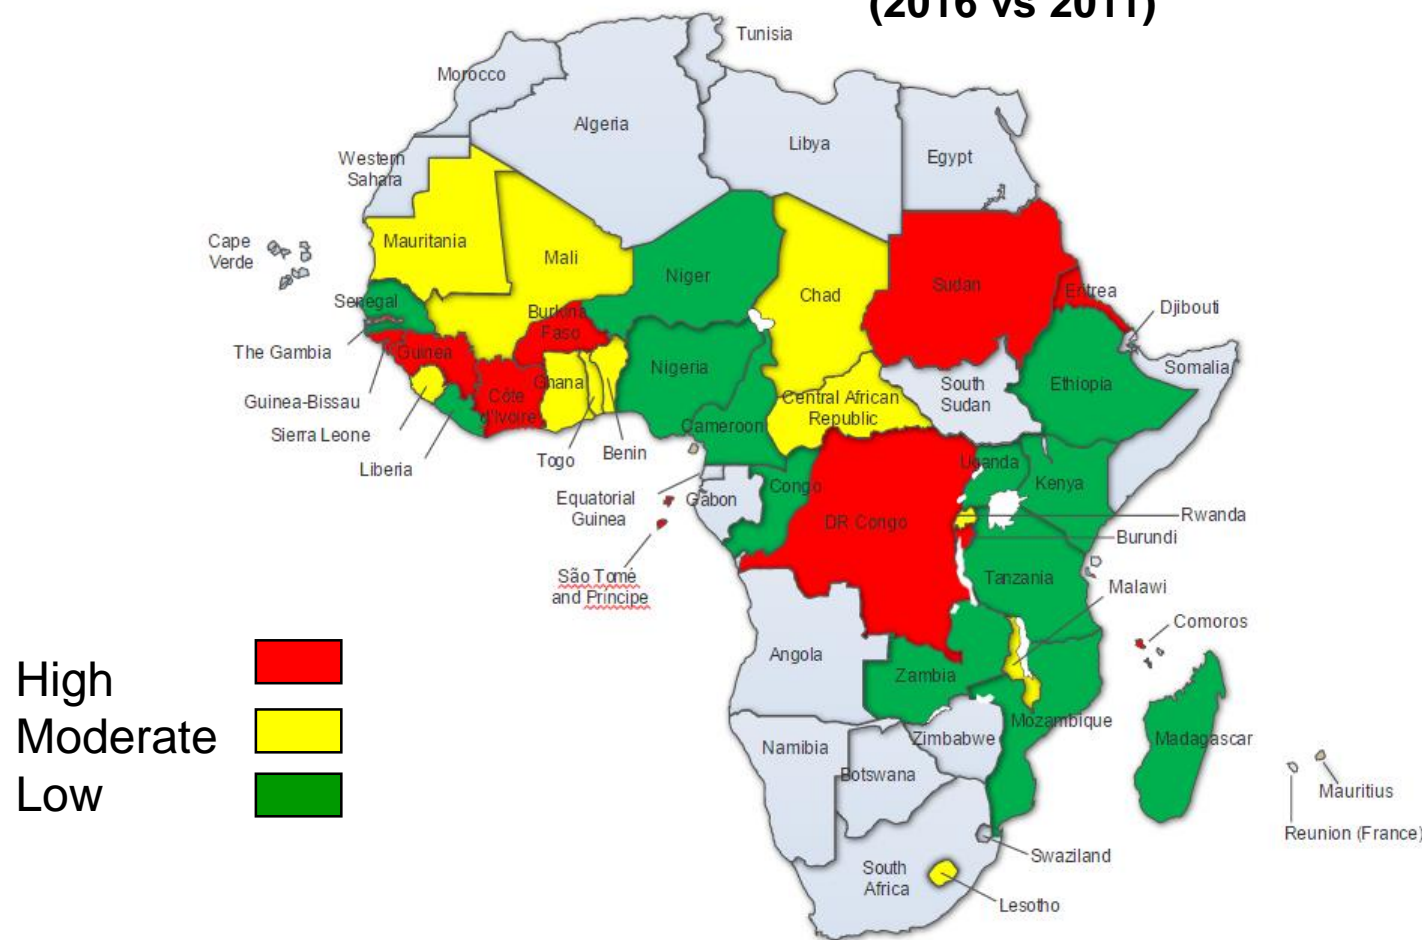 (2016 vs 2011)
Tunisia
Morocco
Algeria
Libya
Egypt
Western
Sahara
Cape
Verde
Mauritania
Mali
Niger
Chad
Sudan
Eritrea
Djibouti
Senegal
Burkina
Faso
The Gambia
Guinea
Nigeria
Ghana
Côte
d'Ivoire
Guinea-Bissau
Sierra Leone
Liberia
Togo
Benin
Cameroon
Central African
Republic
South
Sudan
Ethiopia
Somalia
Equatorial
Guinea
Gabon
Congo
DR Congo
Uganda
Kenya
Rwanda
Burundi
São Tomé
and Principe
Tanzania
Malawi
Comoros
Angola
Zambia
Mozambique
Madagascar
Namibia
Zimbabwe
Botswana
Mauritius
Reunion (France)
Swaziland
South
Africa
Lesotho
High
Moderate
Low